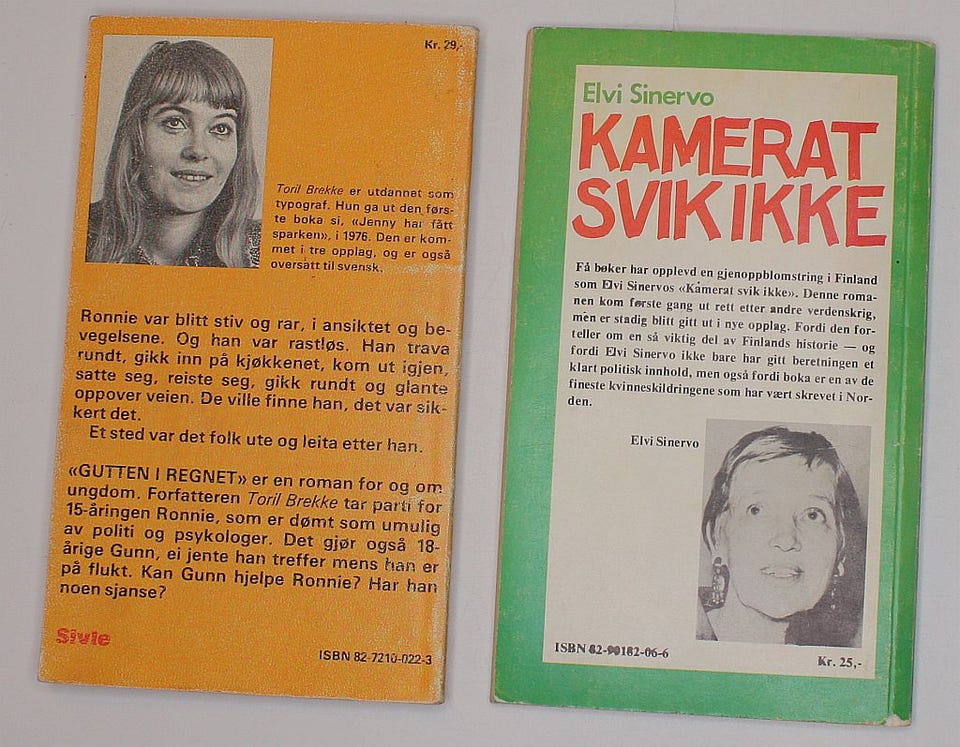 Kr. 29,-
Toril Brekke er utdannet som
typograf. Hun ga ut den førs-
te boka si, «Jenny har fått
sparken», i 1976. Den er kom-
met i tre opplag, og er også
oversatt til svensk.
Ronnie var blitt stiv og rar, i ansiktet og be-
vegelsene. Og han var rastløs. Han trava
rundt, gikk inn på kjøkkenet, kom ut igjen,
satte seg, reiste seg, gikk rundt og glante
oppover veien. De ville finne han, det var sik-
kert det.
Et sted var det folk ute og leita etter han.
«GUTTEN I REGNET» er en roman for og om
ungdom. Forfatteren Toril Brekke tar parti for
15-åringen Ronnie, som er dømt som umulig
av politi og psykologer. Det gjør også 18-
årige Gunn, ei jente han treffer mens han er
på flukt. Kan Gunn hjelpe Ronnie? Har han
noen sjanse?
Sivle
ISBN 82-7210-022-3
Elvi Sinervo
KAMERAT
SVIK IKKE
Få bøker har opplevd en gjenoppblomstring i Finland
som Elvi Sinervos «Kamerat svik ikke». Denne roma-
nen kom første gang ut rett etter andre verdenskrig,
men er stadig blitt gitt ut i nye opplag. Fordi den for-
teller om en så viktig del av Finlands historie — og
fordi Elvi Sinervo ikke bare har gitt beretningen et
klart politisk innhold, men også fordi boka er en av de
fineste kvinneskildringene som har vært skrevet i Nor-
den.
Elvi Sinervo
ISBN 82-90182-06-6
Kr. 25,-